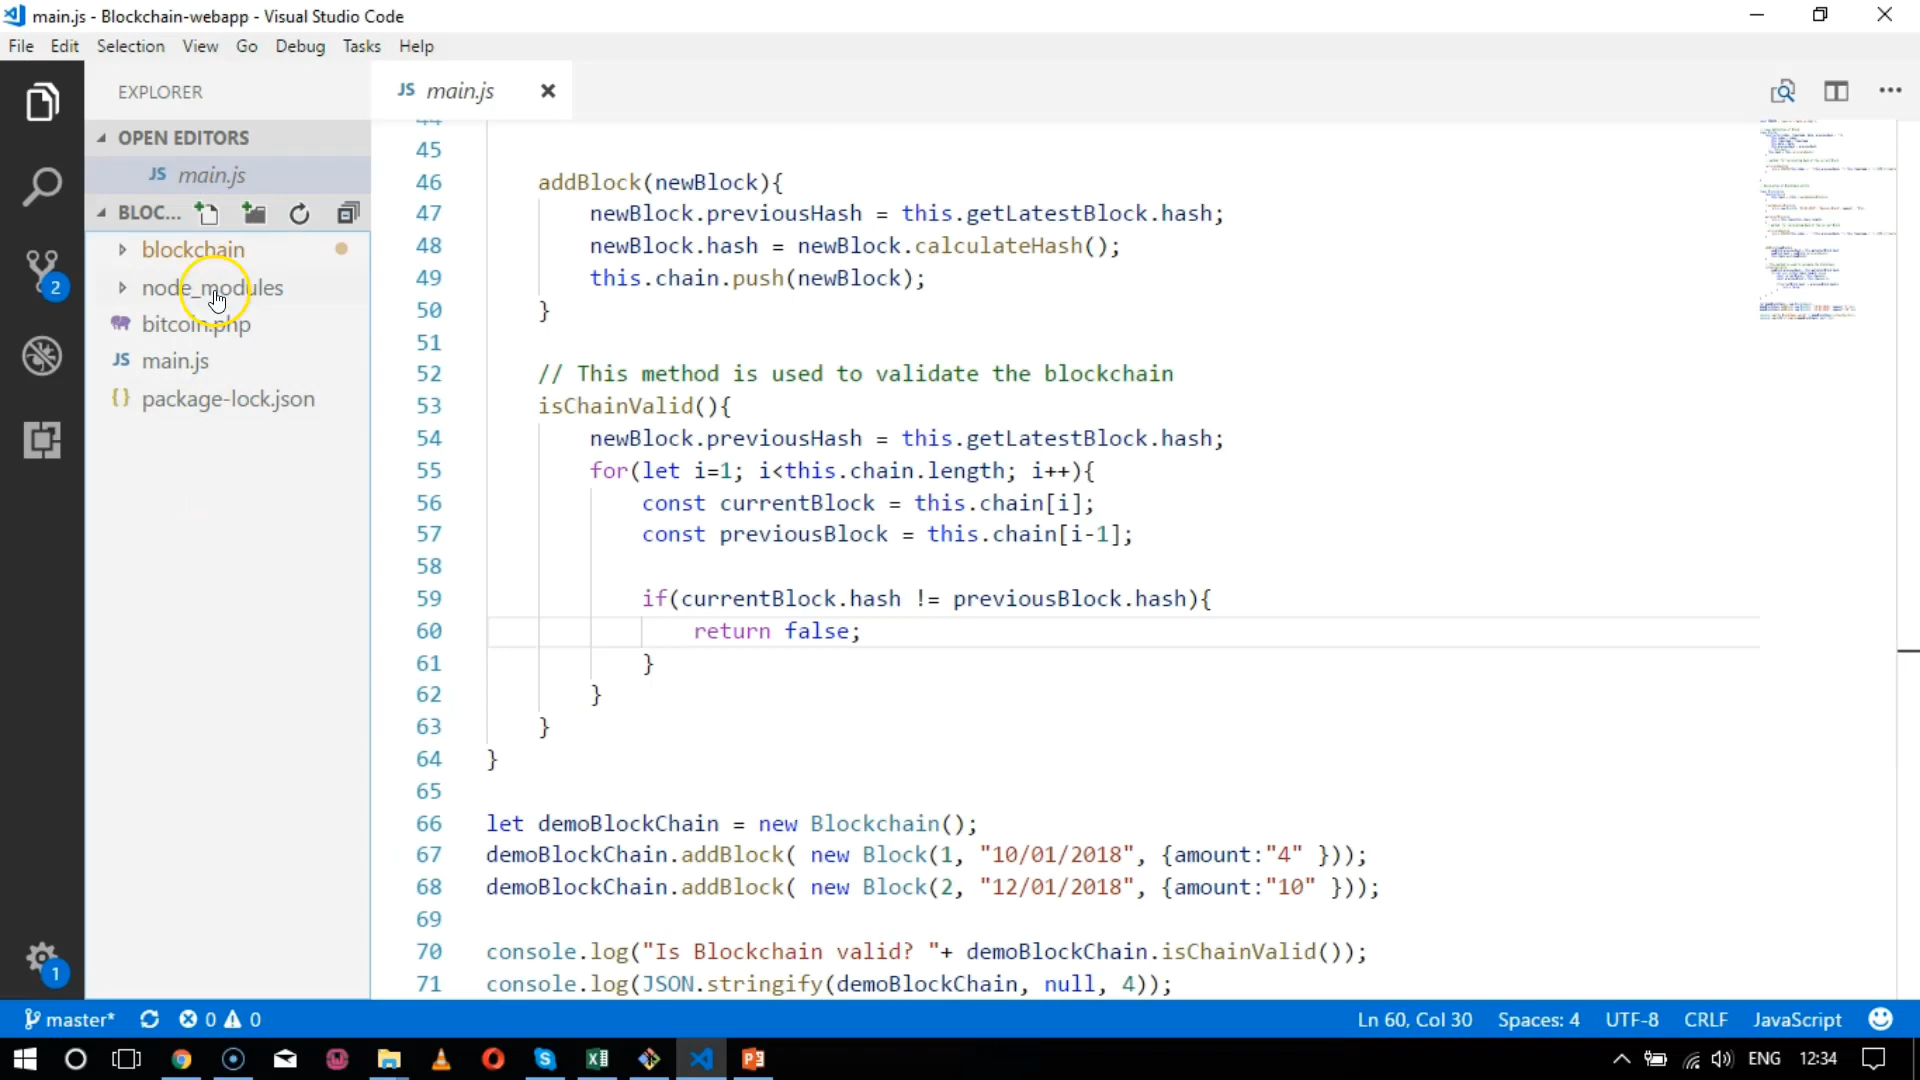 main.js - Blockchain-webapp - Visual Studio Code
File Edit Selection View Go Debug Tasks Help
EXPLORER
JS main.js
OPEN EDITORS
JS main.js
BLOC...
blockchain
node_modules
bitcoin.php
JS main.js
{} package-lock.json
2
1
44
45
46 addBlock(newBlock){
47 newBlock.previousHash = this.getLatestBlock.hash;
48 newBlock.hash = newBlock.calculateHash();
49 this.chain.push(newBlock);
50 }
51
52 // This method is used to validate the blockchain
53 isChainValid(){
54 newBlock.previousHash = this.getLatestBlock.hash;
55 for(let i=1; i<this.chain.length; i++){
56 const currentBlock = this.chain[i];
57 const previousBlock = this.chain[i-1];
58
59 if(currentBlock.hash != previousBlock.hash){
60 return false;
61 }
62 }
63 }
64 }
65
66 let demoBlockChain = new Blockchain();
67 demoBlockChain.addBlock( new Block(1, "10/01/2018", {amount:"4" }));
68 demoBlockChain.addBlock( new Block(2, "12/01/2018", {amount:"10" }));
69
70 console.log("Is Blockchain valid? "+ demoBlockChain.isChainValid());
71 console.log(JSON.stringify(demoBlockChain, null, 4));
master* 0 0 Ln 60, Col 30 Spaces: 4 UTF-8 CRLF JavaScript
ENG 12:34